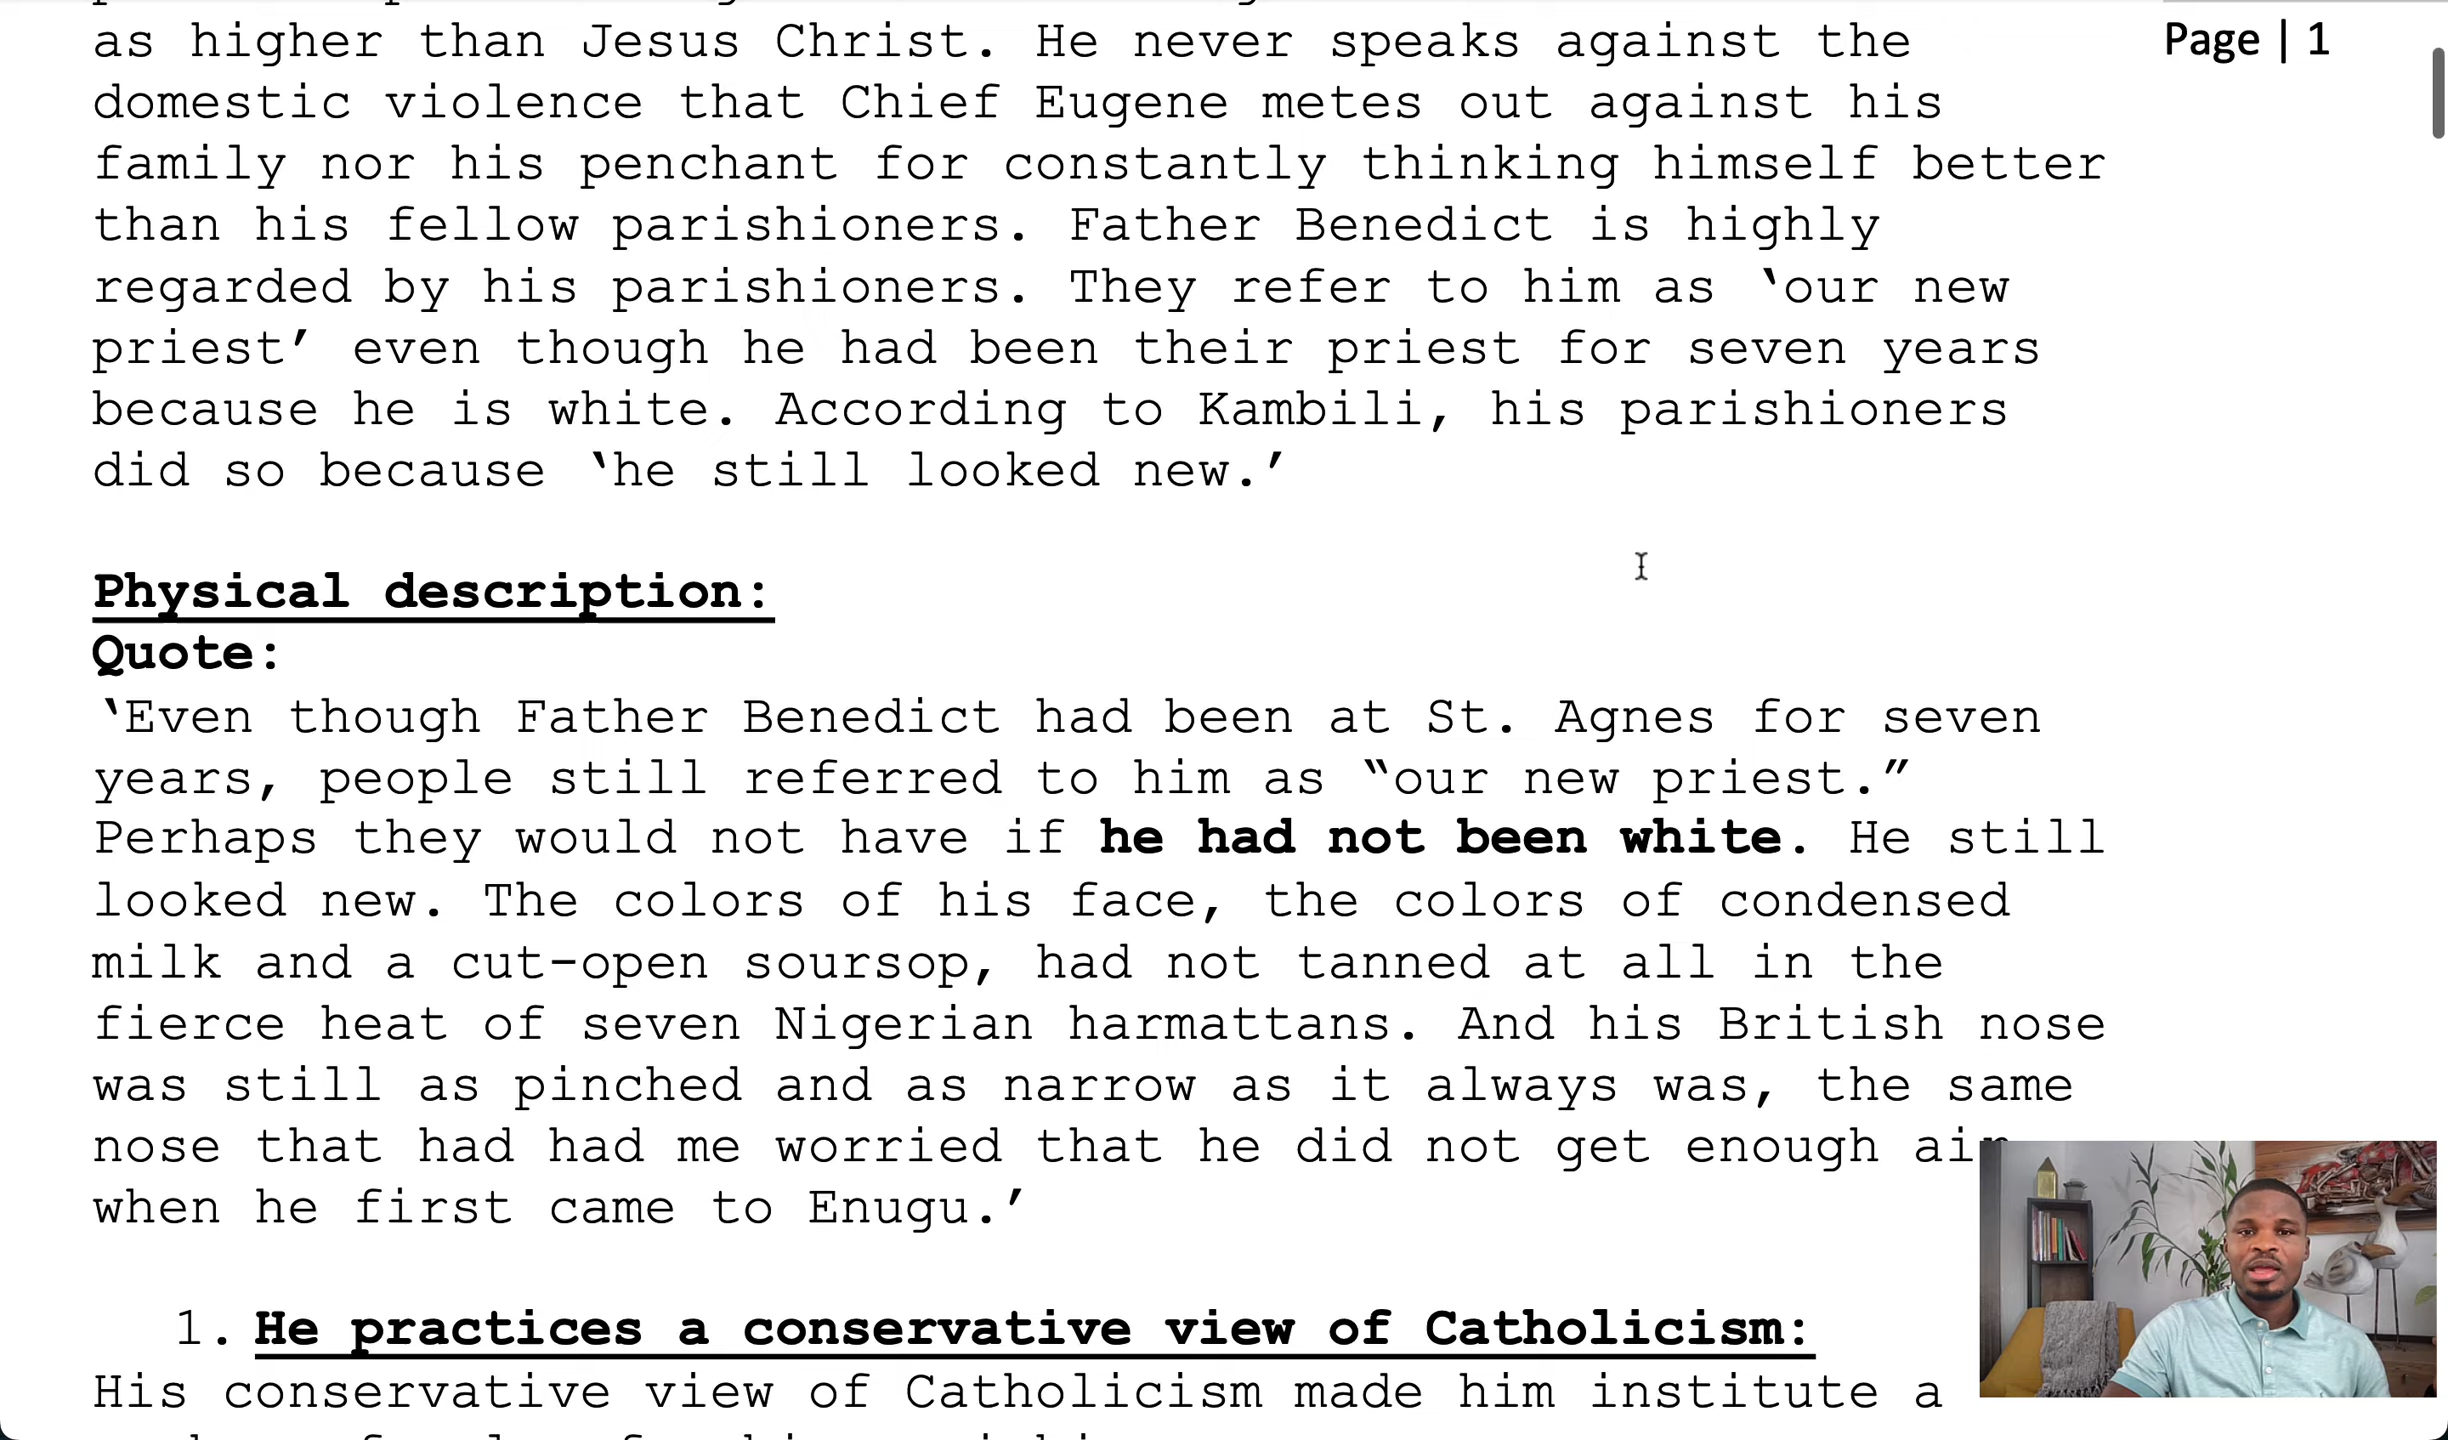 as higher than Jesus Christ. He never speaks against the
Page | 1
domestic violence that Chief Eugene metes out against his
family nor his penchant for constantly thinking himself better
than his fellow parishioners. Father Benedict is highly
regarded by his parishioners. They refer to him as ‘our new
priest’ even though he had been their priest for seven years
because he is white. According to Kambili, his parishioners
did so because ‘he still looked new.’
Physical description:
Quote:
‘Even though Father Benedict had been at St. Agnes for seven
years, people still referred to him as “our new priest.”
Perhaps they would not have if he had not been white. He still
looked new. The colors of his face, the colors of condensed
milk and a cut-open soursop, had not tanned at all in the
fierce heat of seven Nigerian harmattans. And his British nose
was still as pinched and as narrow as it always was, the same
nose that had had me worried that he did not get enough air
when he first came to Enugu.’
1. He practices a conservative view of Catholicism:
His conservative view of Catholicism made him institute a